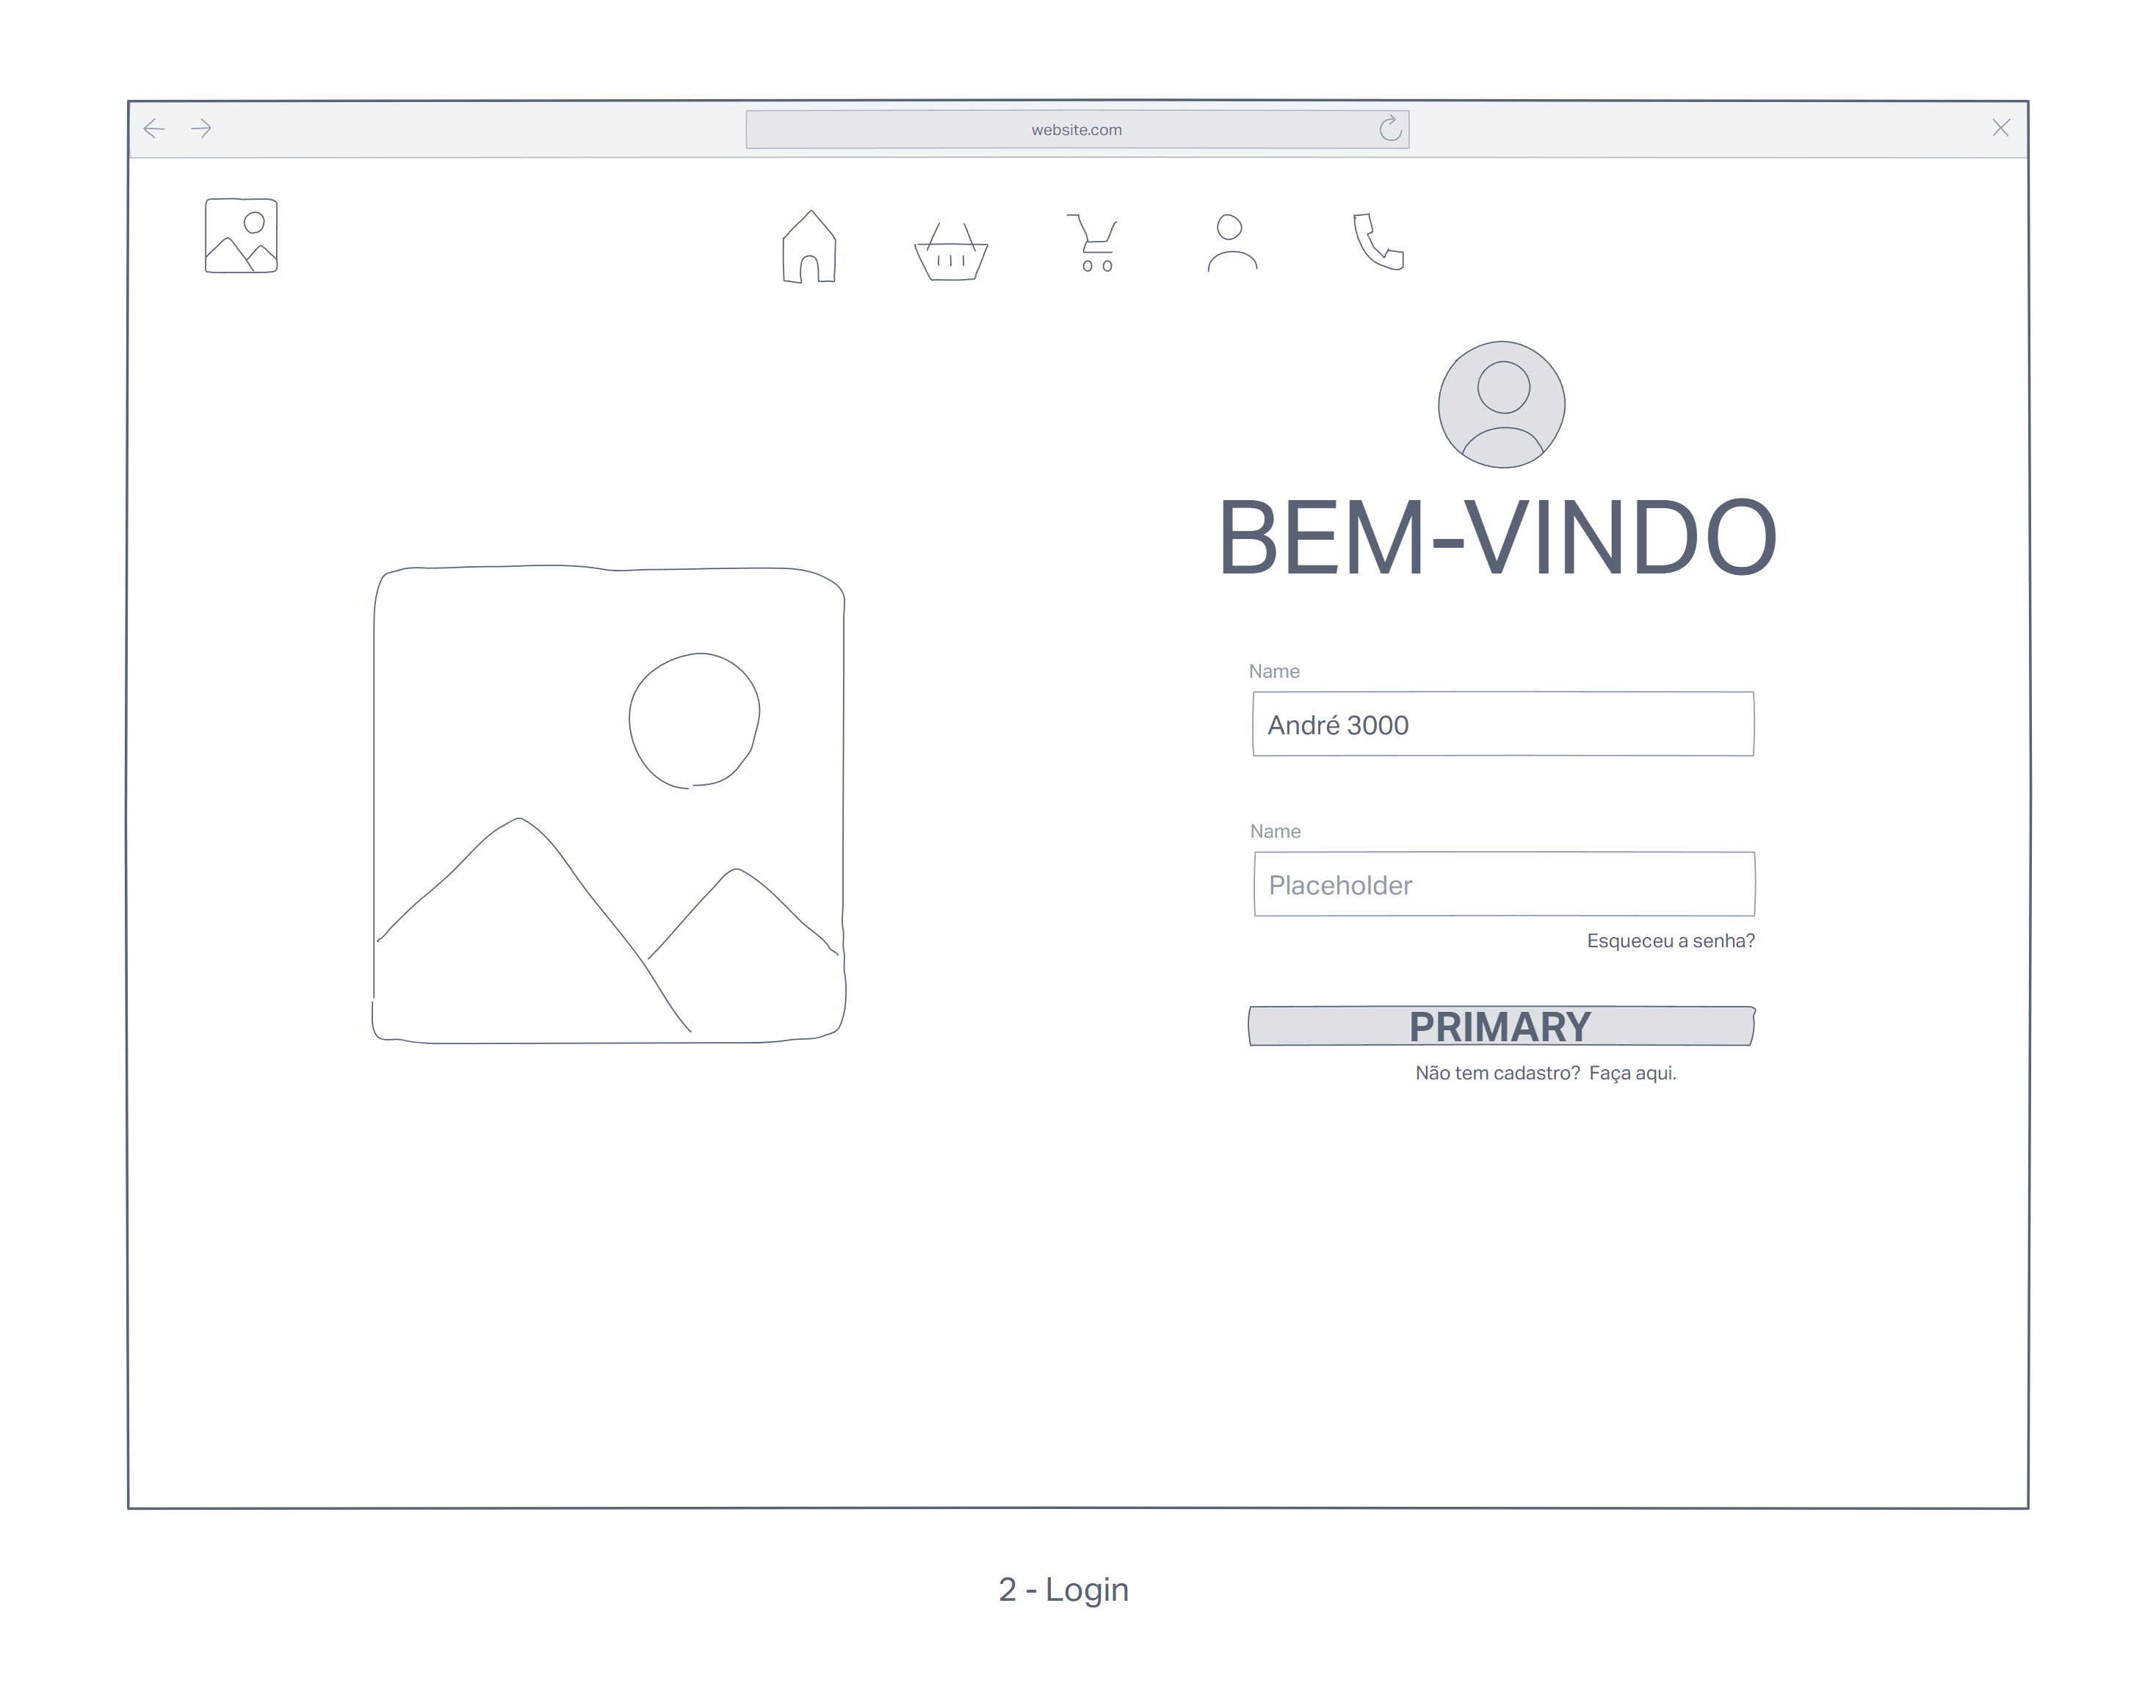 website.com
BEM-VINDO
Name
André 3000
Name
Placeholder
Esqueceu a senha?
PRIMARY
Não tem cadastro? Faça aqui.
2 - Login